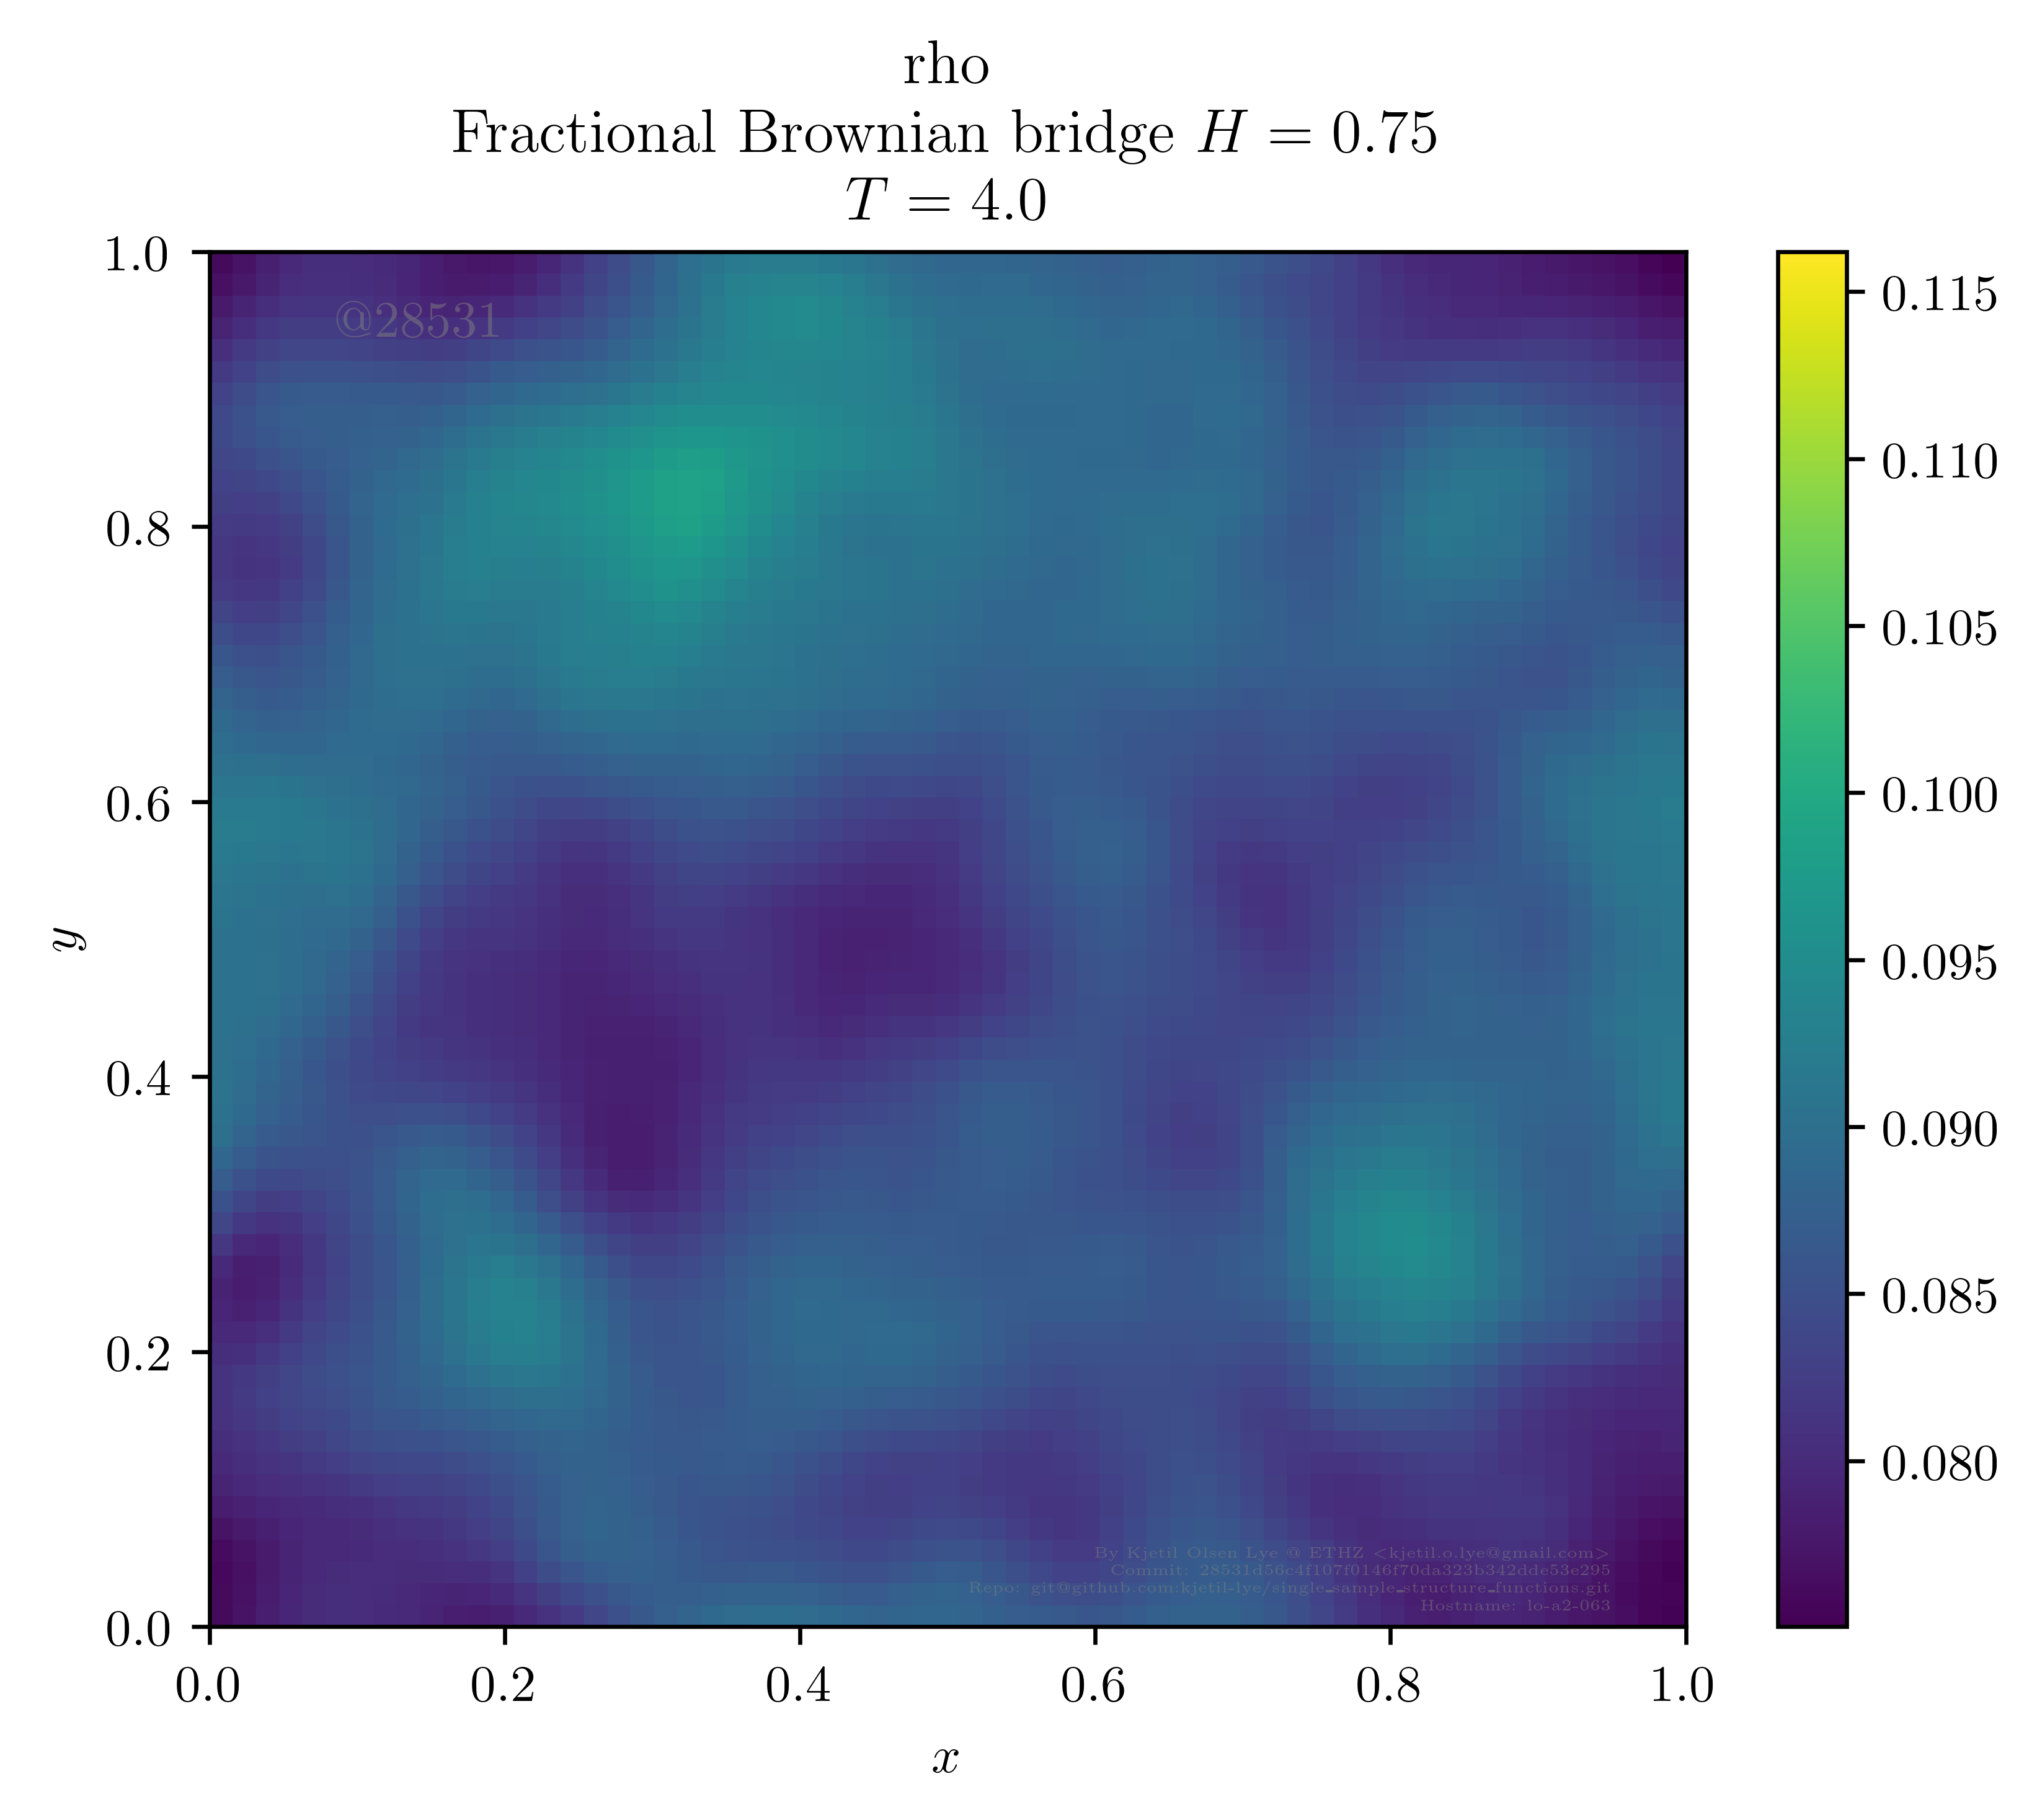 rho
Fractional Brownian bridge H = 0.75
T = 4.0
1.0
0.8
0.6
0.4
0.2
0.0
y
@28531
By Kjetil Olsen Lye @ ETHZ <kjetil.o.lye@gmail.com>
Commit: 28531d56c4f107f0146f70da323b342dde53e295
Repo: git@github.com:kjetil-lye/single_sample_structure_functions.git
Hostname: lo-a2-063
0.0 0.2 0.4 0.6 0.8 1.0
x
0.115
0.110
0.105
0.100
0.095
0.090
0.085
0.080